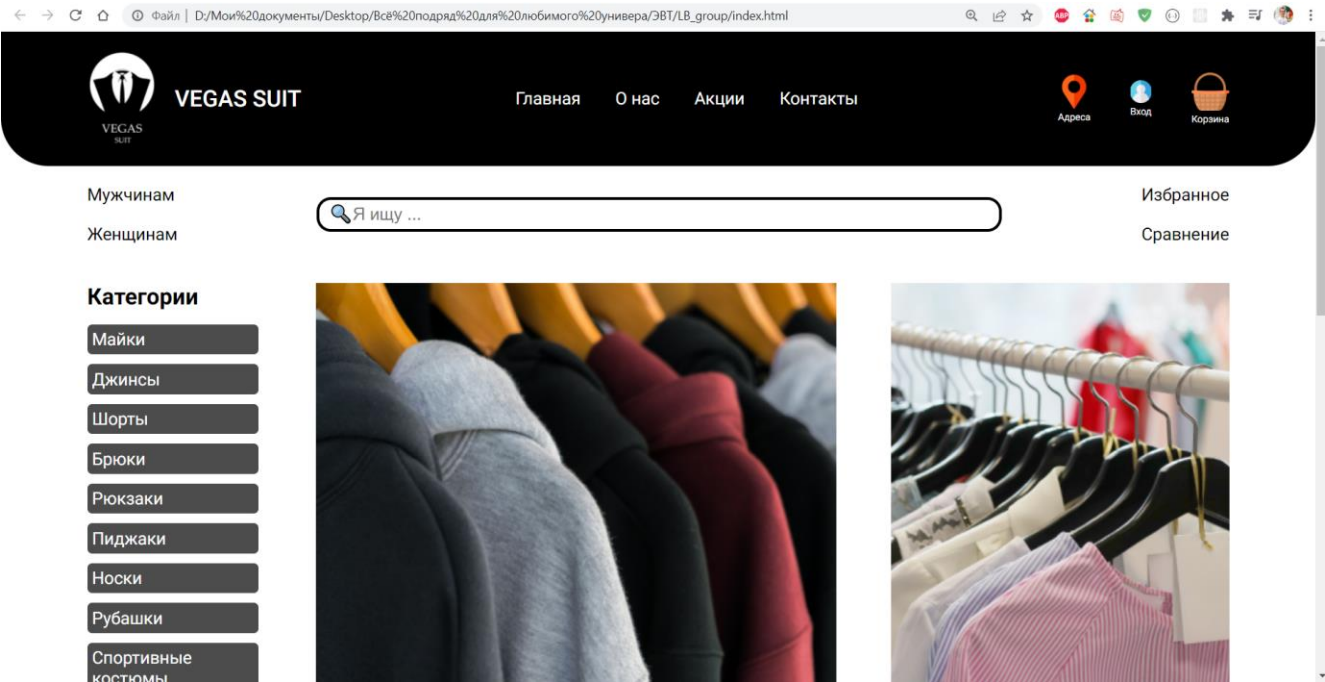 Файл | D:/Мои%20документы/Desktop/Всё%20подряд%20для%20любимого%20универа/ЭВТ/LB_group/index.html
ABP
VEGAS
SUIT
VEGAS SUIT
Главная О нас Акции Контакты
Адреса Вход Корзина
Мужчинам
Женщинам
Я ищу ...
Избранное
Сравнение
Категории
Майки
Джинсы
Шорты
Брюки
Рюкзаки
Пиджаки
Носки
Рубашки
Спортивные
костюмы